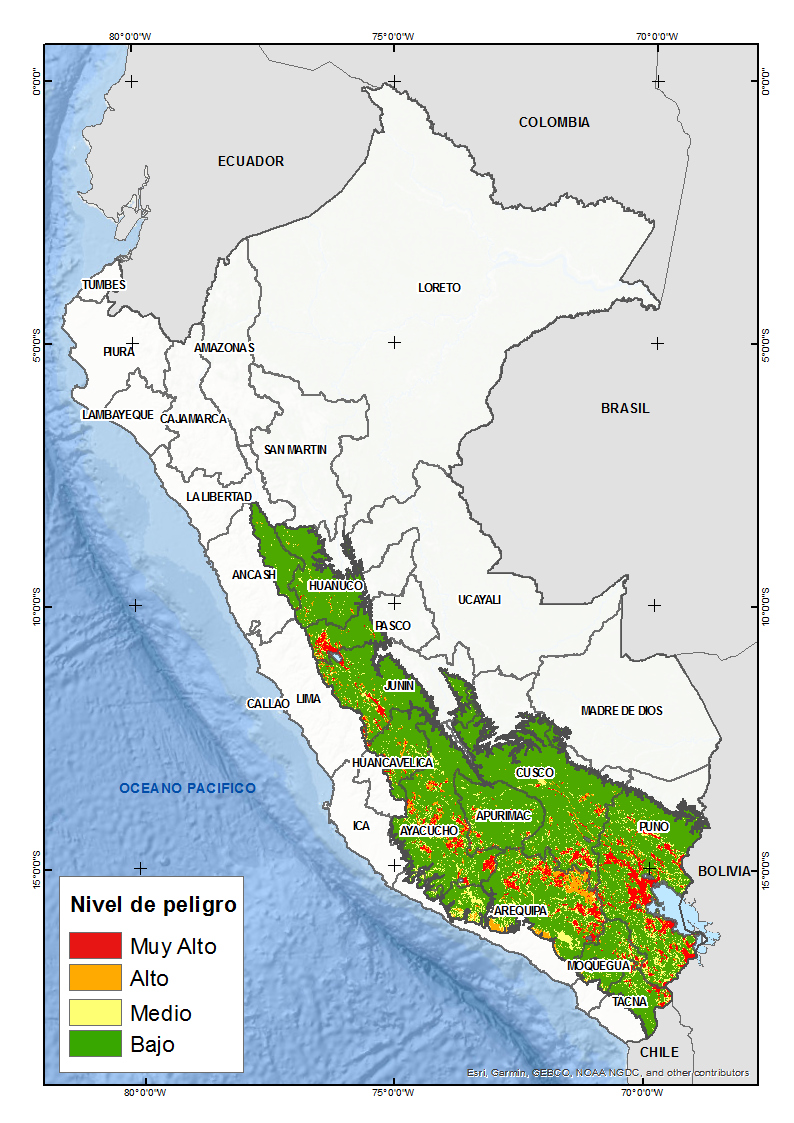 80°0'0"W
75°0'0"W
70°0'0"W
0°0'0"
0°0'0"
COLOMBIA
ECUADOR
TUMBES
LORETO
5°0'0"S
5°0'0"S
PIURA
AMAZONAS
LAMBAYEQUE
CAJAMARCA
BRASIL
SAN MARTIN
LA LIBERTAD
ANCASH
HUANUCO
UCAYALI
10°0'0"S
10°0'0"S
PASCO
JUNIN
CALLAO
LIMA
MADRE DE DIOS
HUANCAVELICA
CUSCO
OCEANO PACIFICO
ICA
AYACUCHO
APURIMAC
PUNO
15°0'0"S
15°0'0"S
BOLIVIA
Nivel de peligro
Muy Alto
Alto
Medio
Bajo
AREQUIPA
MOQUEGUA
TACNA
CHILE
Esri, Garmin, GEBCO, NOAA NGDC, and other contributors
80°0'0"W
75°0'0"W
70°0'0"W